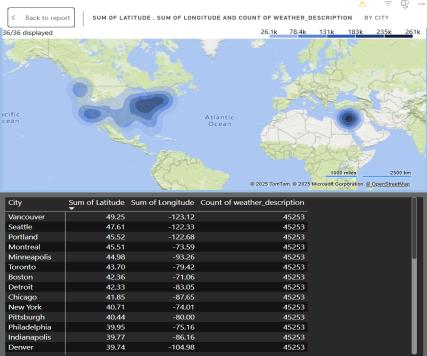 Back to report
SUM OF LATITUDE , SUM OF LONGITUDE AND COUNT OF WEATHER_DESCRIPTION BY CITY
36/36 displayed
26.1k 78.4k 131k 183k 235k 261k
Atlantic
Ocean
cific
cean
1000 miles 2500 km
© 2025 TomTom, © 2025 Microsoft Corporation, © OpenStreetMap
City Sum of Latitude Sum of Longitude Count of weather_description
Vancouver 49.25 -123.12 45253
Seattle 47.61 -122.33 45253
Portland 45.52 -122.68 45253
Montreal 45.51 -73.59 45253
Minneapolis 44.98 -93.26 45253
Toronto 43.70 -79.42 45253
Boston 42.36 -71.06 45253
Detroit 42.33 -83.05 45253
Chicago 41.85 -87.65 45253
New York 40.71 -74.01 45253
Pittsburgh 40.44 -80.00 45253
Philadelphia 39.95 -75.16 45253
Indianapolis 39.77 -86.16 45253
Denver 39.74 -104.98 45253